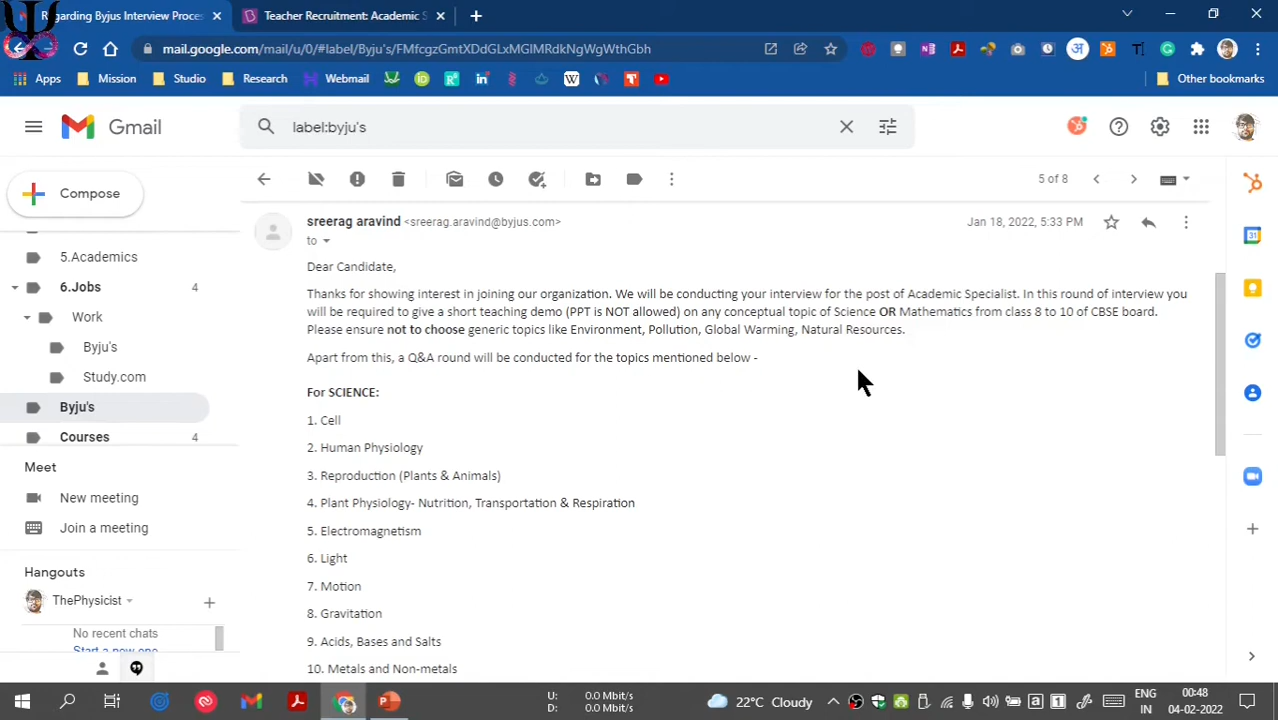 Regarding Byjus Interview Proces
Teacher Recruitment: Academic S
mail.google.com/mail/u/0/#label/Byju's/FMfcgzGmtXDdGLxMGlMRdkNgWgWthGbh
Apps
Mission
Studio
Research
Webmail
Other bookmarks
Gmail
label:byju's
Compose
5 of 8
sreerag aravind <sreerag.aravind@byjus.com>
Jan 18, 2022, 5:33 PM
to
5.Academics
6.Jobs 4
Work
Byju's
Study.com
Byju's
Courses 4
Meet
New meeting
Join a meeting
Hangouts
ThePhysicist
No recent chats
Start a new one
Dear Candidate,
Thanks for showing interest in joining our organization. We will be conducting your interview for the post of Academic Specialist. In this round of interview you
will be required to give a short teaching demo (PPT is NOT allowed) on any conceptual topic of Science OR Mathematics from class 8 to 10 of CBSE board.
Please ensure not to choose generic topics like Environment, Pollution, Global Warming, Natural Resources.
Apart from this, a Q&A round will be conducted for the topics mentioned below -
For SCIENCE:
1. Cell
2. Human Physiology
3. Reproduction (Plants & Animals)
4. Plant Physiology- Nutrition, Transportation & Respiration
5. Electromagnetism
6. Light
7. Motion
8. Gravitation
9. Acids, Bases and Salts
10. Metals and Non-metals
U: 0.0 Mbit/s
D: 0.0 Mbit/s
22°C Cloudy
ENG
IN
00:48
04-02-2022